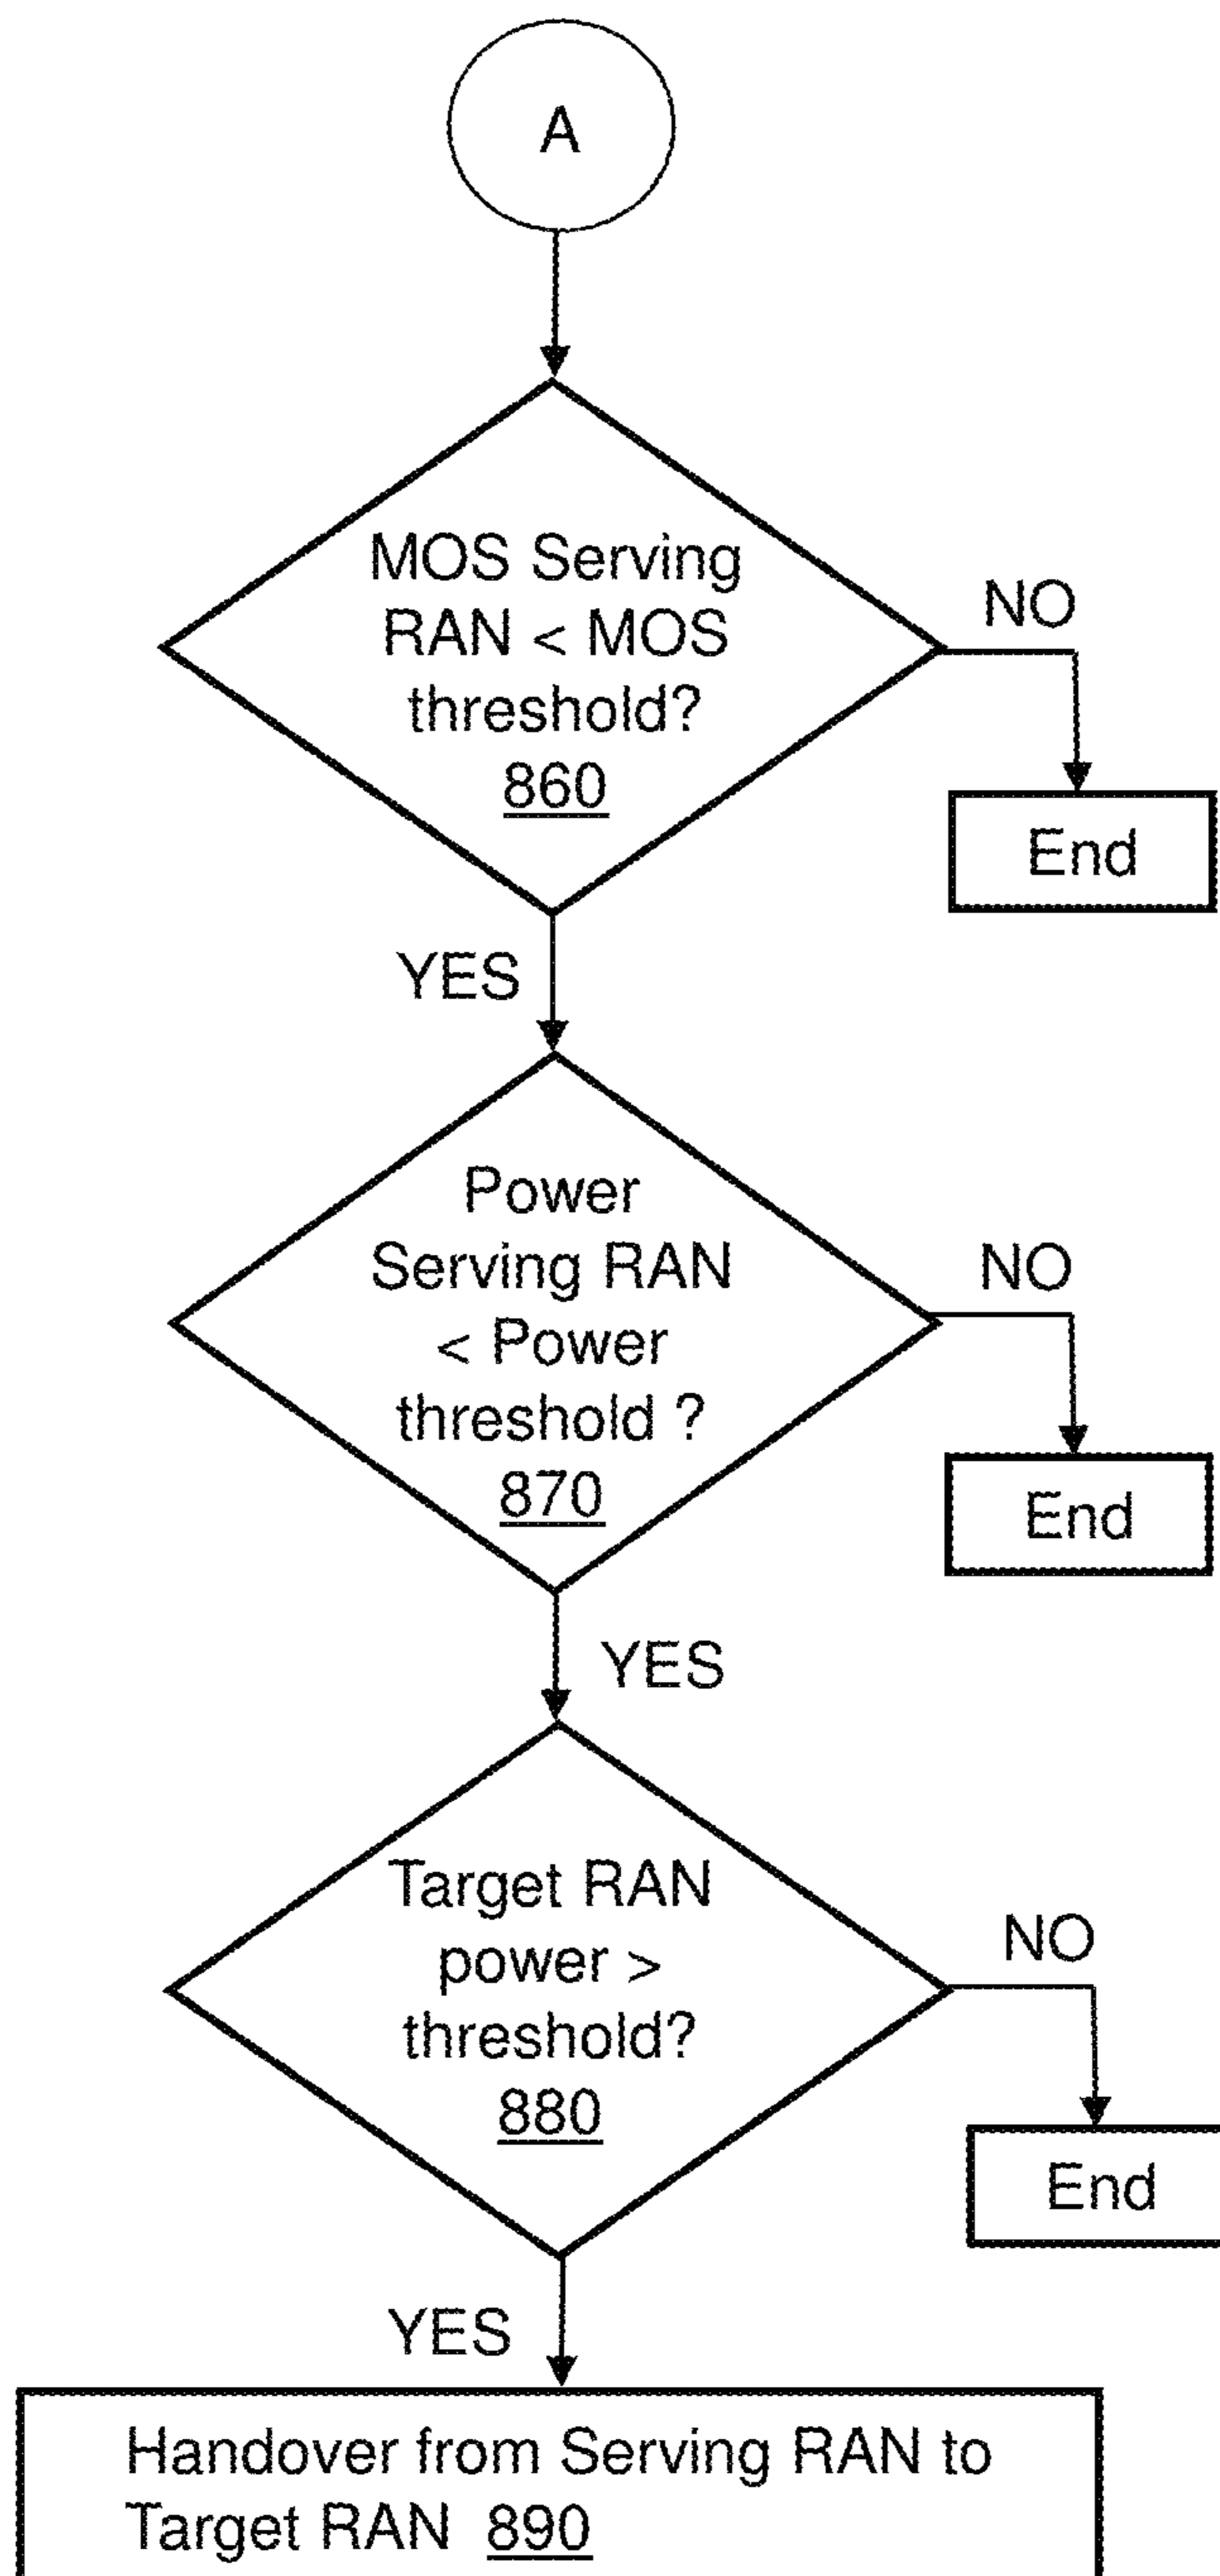 A
MOS Serving
RAN < MOS
threshold?
860
NO
End
YES
Power
Serving RAN
< Power
threshold ?
870
NO
End
YES
Target RAN
power >
threshold?
880
NO
End
YES
Handover from Serving RAN to
Target RAN 890